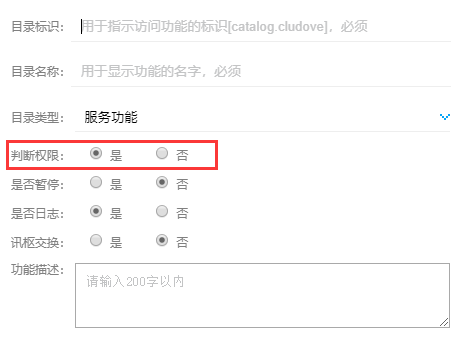 目录标识： 用于指示访问功能的标识[catalog.cludove]，必须
目录名称： 用于显示功能的名字，必须
目录类型： 服务功能
判断权限： 是 否
是否暂停： 是 否
是否日志： 是 否
讯枢交换： 是 否
功能描述： 请输入200字以内